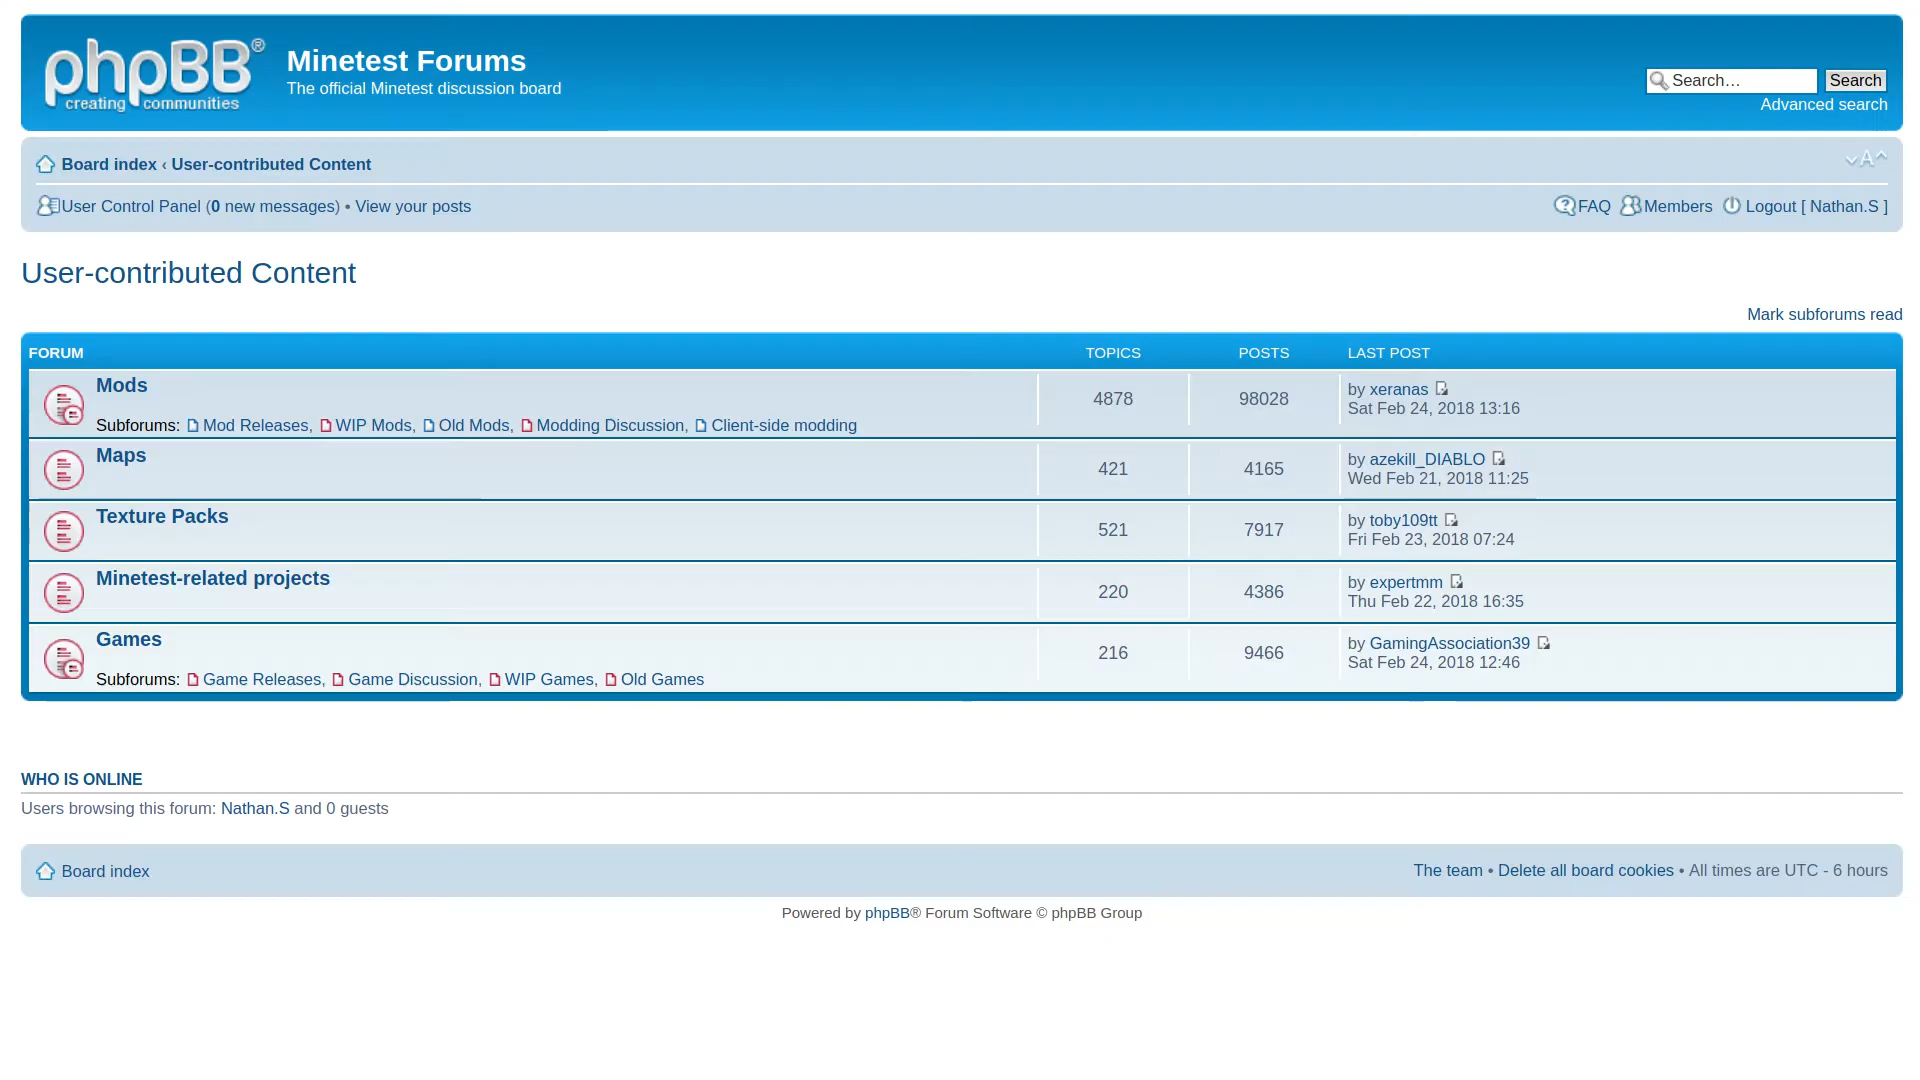 phpBB®
creating communities
Minetest Forums
The official Minetest discussion board
Search…
Search
Advanced search
Board index ‹ User-contributed Content
A
User Control Panel (0 new messages) • View your posts
FAQ Members Logout [ Nathan.S ]
User-contributed Content
Mark subforums read
FORUM TOPICS POSTS LAST POST
Mods
Subforums: Mod Releases, WIP Mods, Old Mods, Modding Discussion, Client-side modding
4878 98028
by xeranas
Sat Feb 24, 2018 13:16
Maps
421 4165
by azekill_DIABLO
Wed Feb 21, 2018 11:25
Texture Packs
521 7917
by toby109tt
Fri Feb 23, 2018 07:24
Minetest-related projects
220 4386
by expertmm
Thu Feb 22, 2018 16:35
Games
Subforums: Game Releases, Game Discussion, WIP Games, Old Games
216 9466
by GamingAssociation39
Sat Feb 24, 2018 12:46
WHO IS ONLINE
Users browsing this forum: Nathan.S and 0 guests
Board index
The team • Delete all board cookies • All times are UTC - 6 hours
Powered by phpBB® Forum Software © phpBB Group